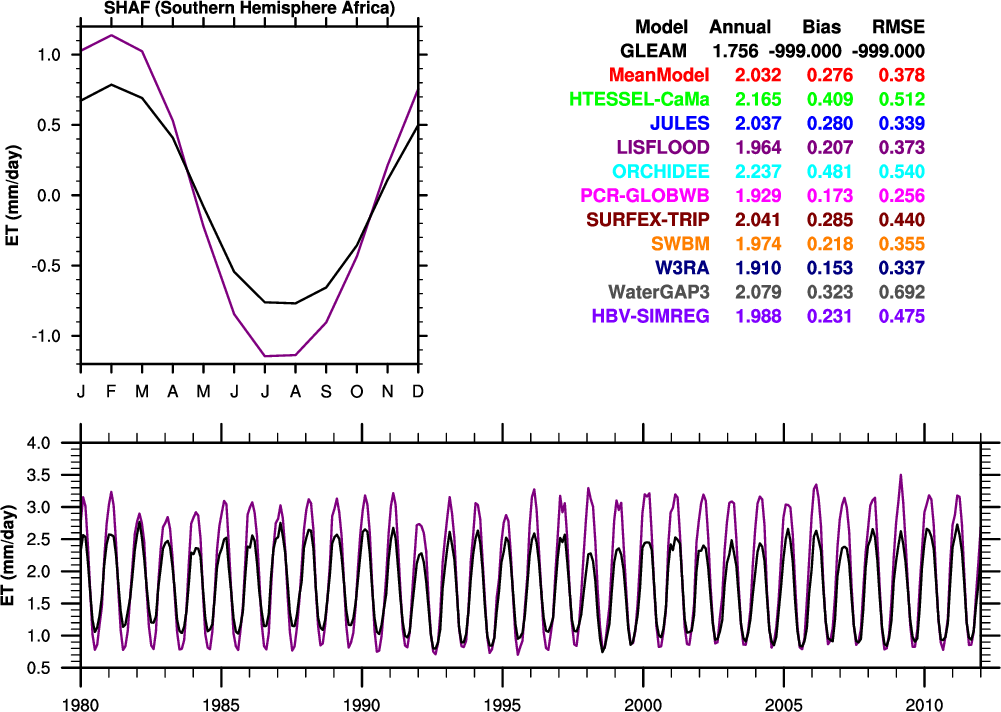 SHAF (Southern Hemisphere Africa)
1.0
0.5
0.0
-0.5
-1.0
ET (mm/day)
J F M A M J J A S O N D
Model Annual Bias RMSE
GLEAM 1.756 -999.000 -999.000
MeanModel 2.032 0.276 0.378
HTESSEL-CaMa 2.165 0.409 0.512
JULES 2.037 0.280 0.339
LISFLOOD 1.964 0.207 0.373
ORCHIDEE 2.237 0.481 0.540
PCR-GLOBWB 1.929 0.173 0.256
SURFEX-TRIP 2.041 0.285 0.440
SWBM 1.974 0.218 0.355
W3RA 1.910 0.153 0.337
WaterGAP3 2.079 0.323 0.692
HBV-SIMREG 1.988 0.231 0.475
4.0
3.5
3.0
2.5
2.0
1.5
1.0
0.5
ET (mm/day)
1980 1985 1990 1995 2000 2005 2010